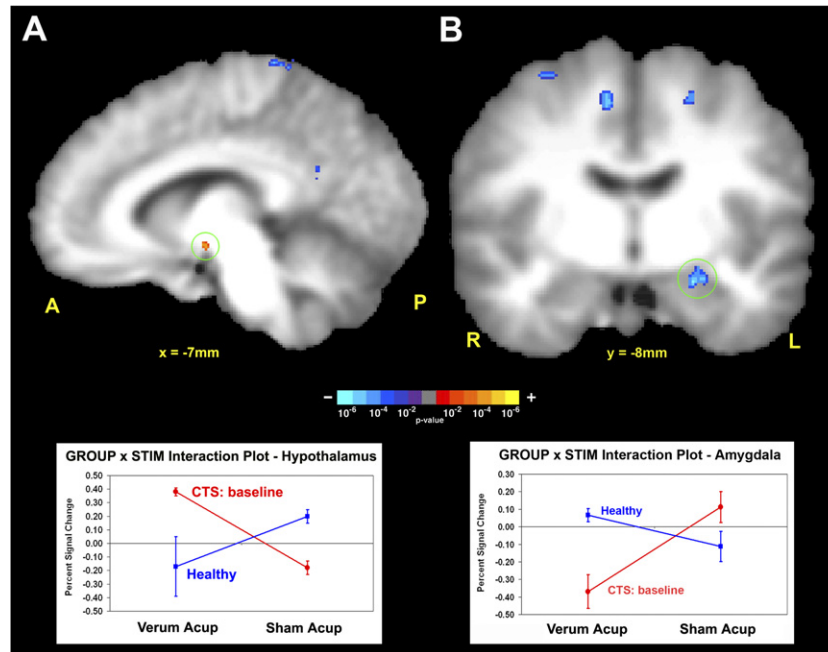 A B
A P
x = -7mm
R L
y = -8mm
− +
10-6 10-4 10-2 10-2 10-4 10-6
p-value
GROUP x STIM Interaction Plot - Hypothalamus
0.50
0.40
0.30
0.20
0.10
0.00
-0.10
-0.20
-0.30
-0.40
-0.50
Percent Signal Change
CTS: baseline
Healthy
Verum Acup Sham Acup
GROUP x STIM Interaction Plot - Amygdala
0.30
0.20
0.10
0.00
-0.10
-0.20
-0.30
-0.40
-0.50
Percent Signal Change
Healthy
CTS: baseline
Verum Acup Sham Acup